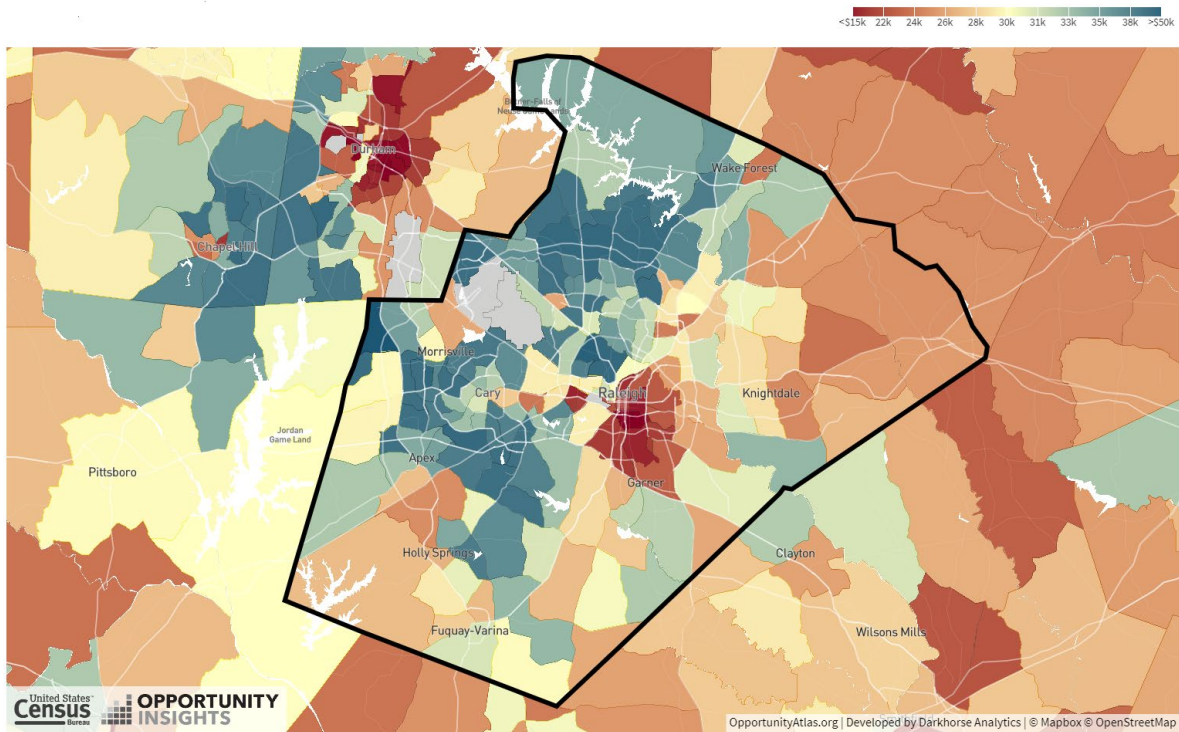 <$15k 22k 24k 26k 28k 30k 31k 33k 35k 38k >$50k
Durham
Wake Forest
Chapel Hill
Morrisville
Cary
Raleigh
Knightdale
Jordan
Game Land
Apex
Pittsboro
Garner
Holly Springs
Clayton
Fuquay-Varina
Wilsons Mills
United States™
Census
Bureau
OPPORTUNITY
INSIGHTS
OpportunityAtlas.org | Developed by Darkhorse Analytics | © Mapbox © OpenStreetMap